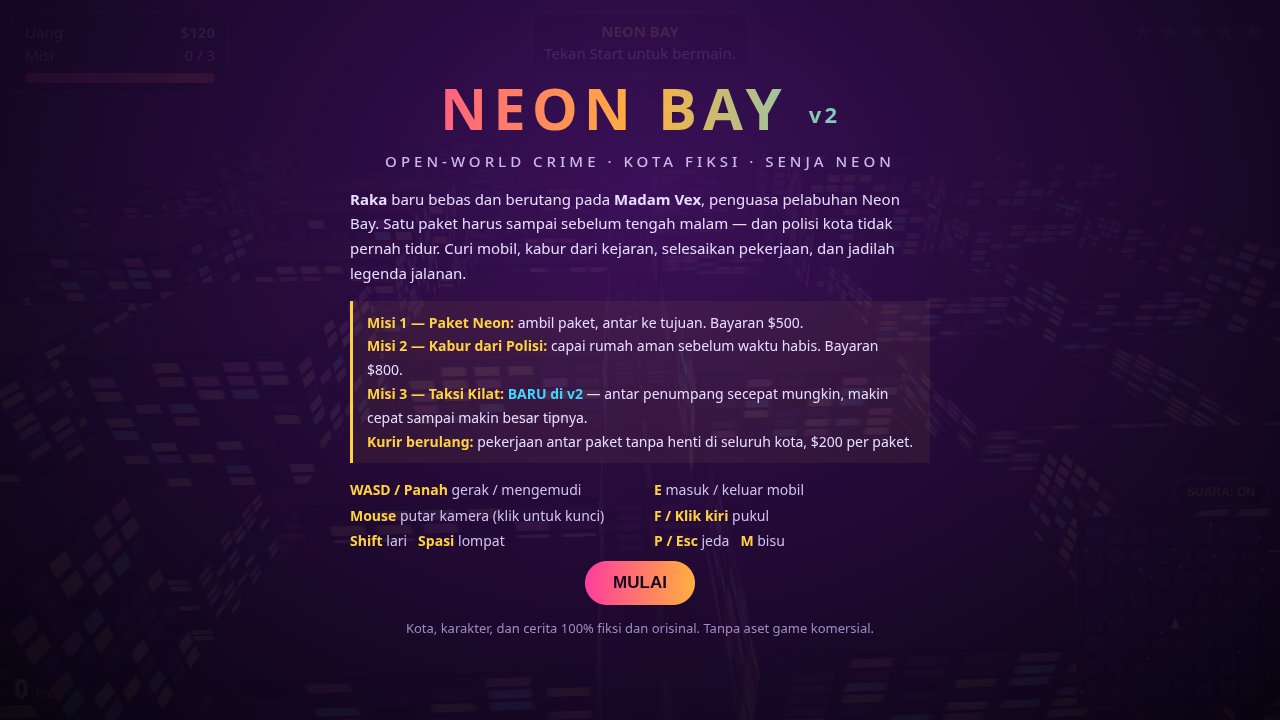 Uang $120
Misi 0 / 3
NEON BAY
Tekan Start untuk bermain.
NEON BAY v2
OPEN-WORLD CRIME · KOTA FIKSI · SENJA NEON
Raka baru bebas dan berutang pada Madam Vex, penguasa pelabuhan Neon
Bay. Satu paket harus sampai sebelum tengah malam — dan polisi kota tidak
pernah tidur. Curi mobil, kabur dari kejaran, selesaikan pekerjaan, dan jadilah
legenda jalanan.
Misi 1 — Paket Neon: ambil paket, antar ke tujuan. Bayaran $500.
Misi 2 — Kabur dari Polisi: capai rumah aman sebelum waktu habis. Bayaran
$800.
Misi 3 — Taksi Kilat: BARU di v2 — antar penumpang secepat mungkin, makin
cepat sampai makin besar tipnya.
Kurir berulang: pekerjaan antar paket tanpa henti di seluruh kota, $200 per paket.
WASD / Panah gerak / mengemudi
E masuk / keluar mobil
Mouse putar kamera (klik untuk kunci)
F / Klik kiri pukul
Shift lari Spasi lompat
P / Esc jeda M bisu
SUARA: ON
MULAI
Kota, karakter, dan cerita 100% fiksi dan orisinal. Tanpa aset game komersial.
0